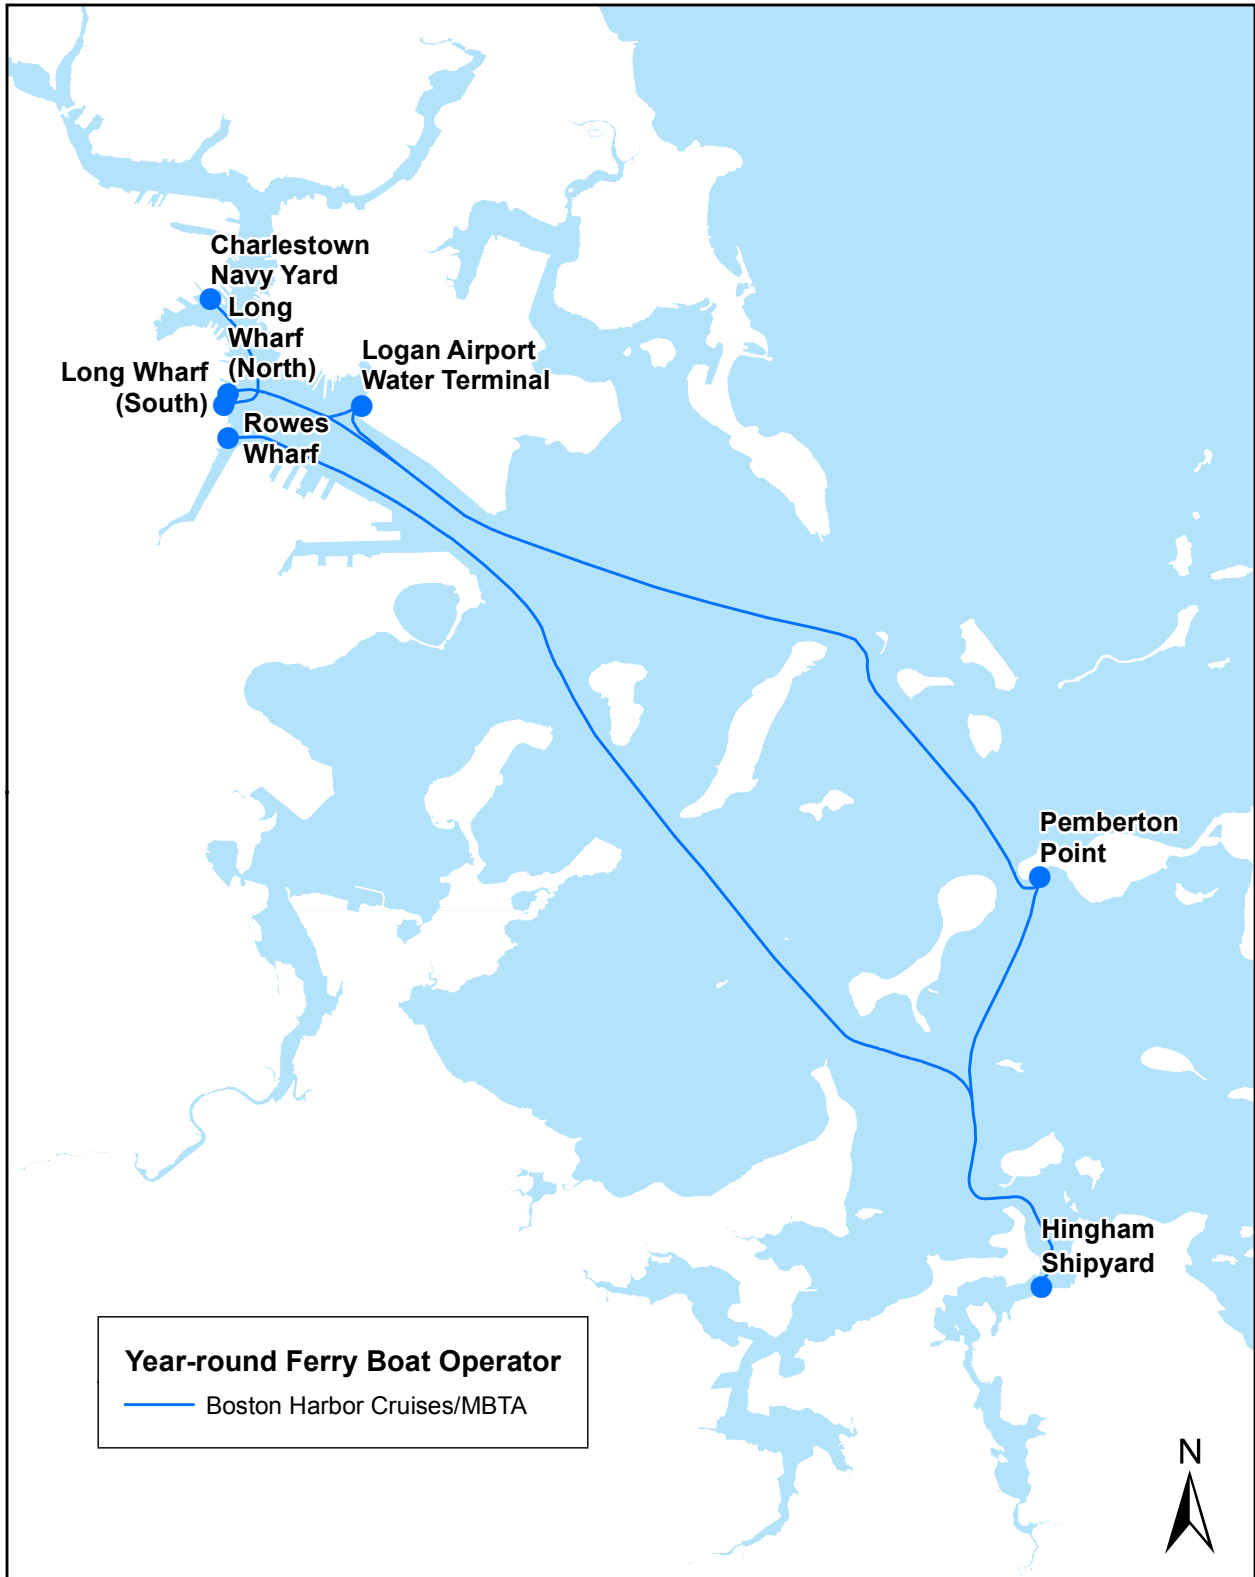 Charlestown
Navy Yard
Long
Wharf
(North)
Long Wharf
(South)
Logan Airport
Water Terminal
Rowes
Wharf
Pemberton
Point
Hingham
Shipyard
Year-round Ferry Boat Operator
Boston Harbor Cruises/MBTA
N